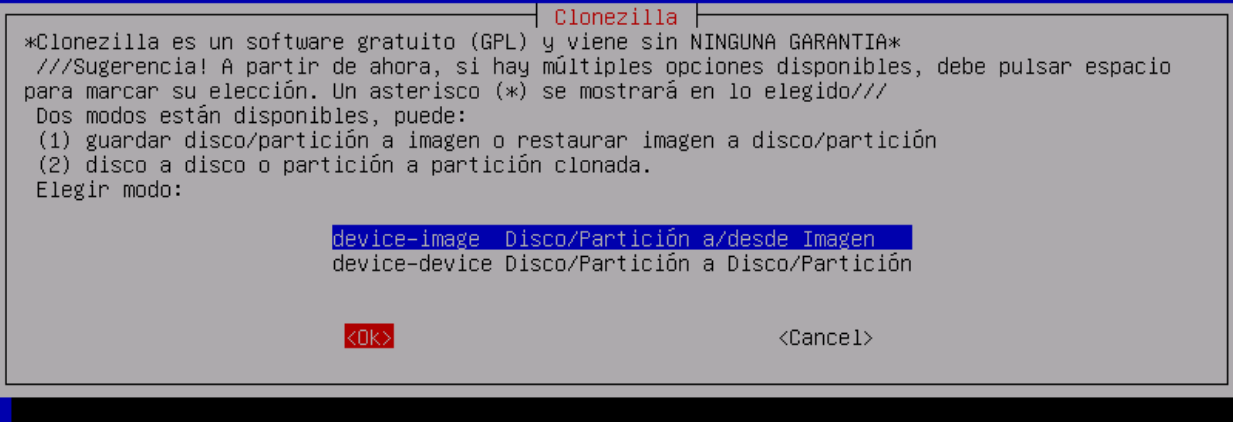 Clonezilla
*Clonezilla es un software gratuito (GPL) y viene sin NINGUNA GARANTIA*
///Sugerencia! A partir de ahora, si hay múltiples opciones disponibles, debe pulsar espacio
para marcar su elección. Un asterisco (*) se mostrará en lo elegido///
Dos modos están disponibles, puede:
(1) guardar disco/partición a imagen o restaurar imagen a disco/partición
(2) disco a disco o partición a partición clonada.
Elegir modo:
device-image Disco/Partición a/desde Imagen
device-device Disco/Partición a Disco/Partición
<Ok> <Cancel>